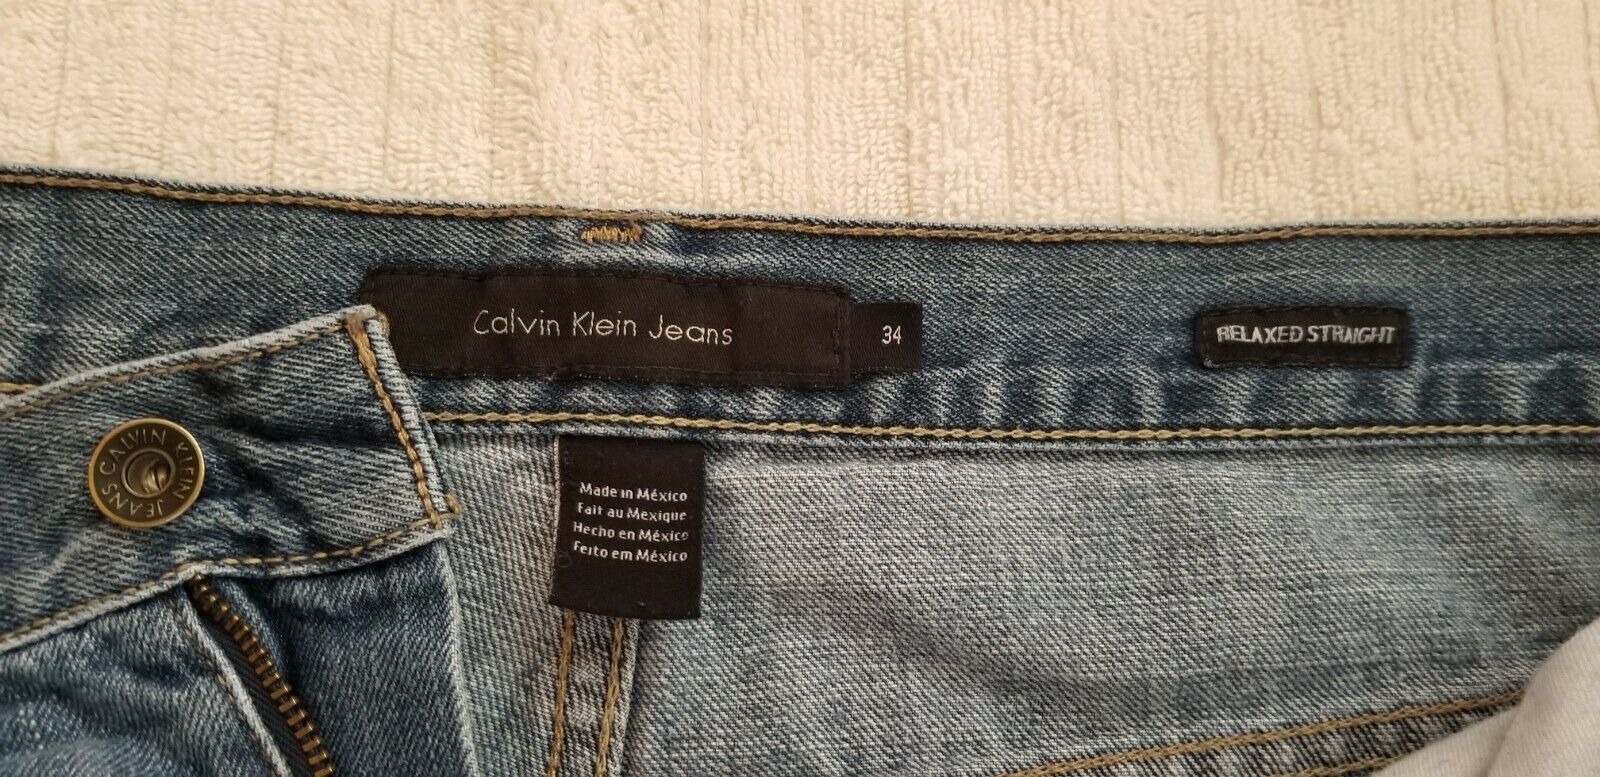 Calvin Klein Jeans
34
RELAXED STRAIGHT
CALVIN KLEIN JEANS
Made in México
Fait au Mexique
Hecho en México
Feito em México